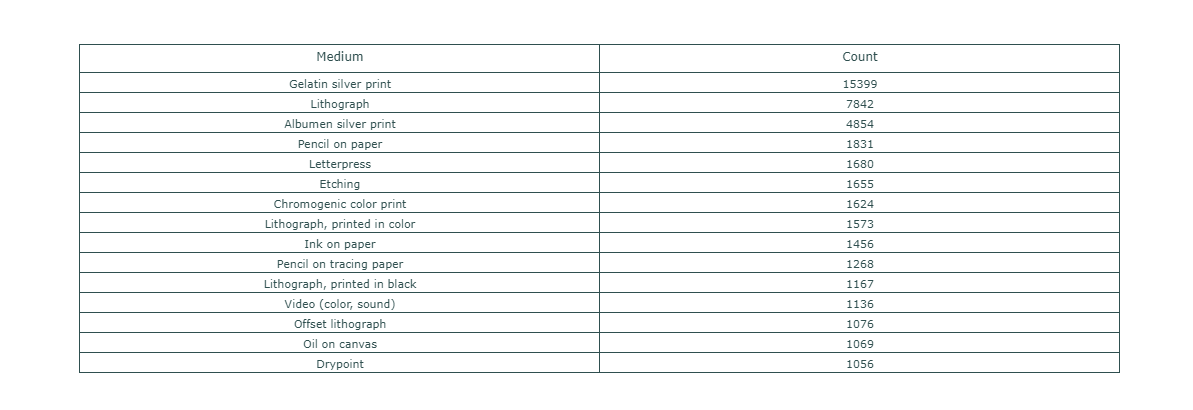 Medium Count
Gelatin silver print 15399
Lithograph 7842
Albumen silver print 4854
Pencil on paper 1831
Letterpress 1680
Etching 1655
Chromogenic color print 1624
Lithograph, printed in color 1573
Ink on paper 1456
Pencil on tracing paper 1268
Lithograph, printed in black 1167
Video (color, sound) 1136
Offset lithograph 1076
Oil on canvas 1069
Drypoint 1056